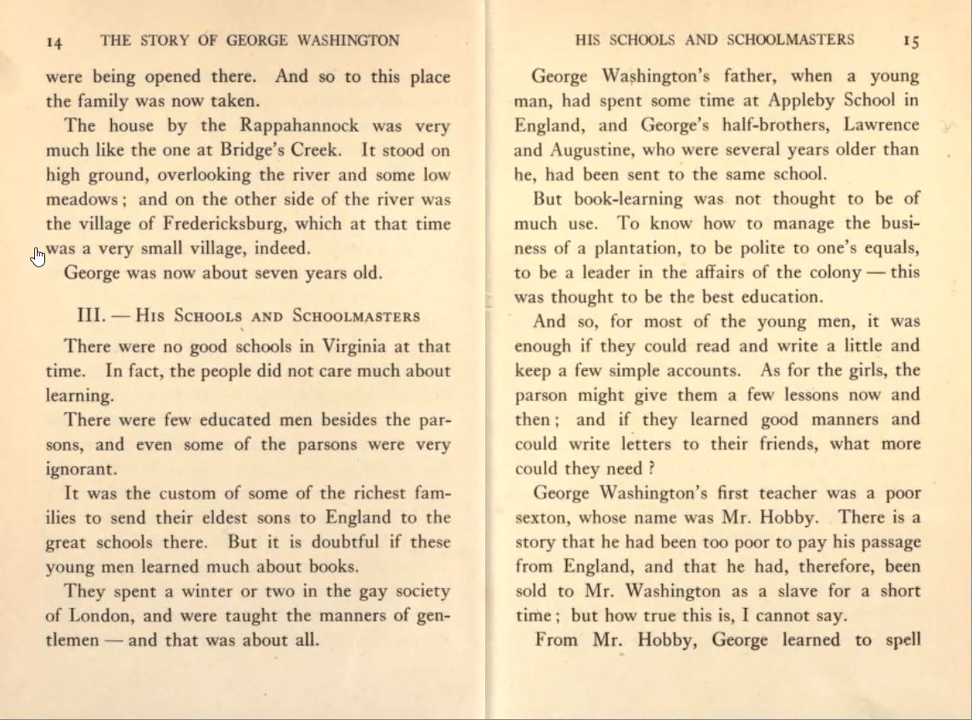 14 THE STORY OF GEORGE WASHINGTON
were being opened there. And so to this place
the family was now taken.
The house by the Rappahannock was very
much like the one at Bridge's Creek. It stood on
high ground, overlooking the river and some low
meadows; and on the other side of the river was
the village of Fredericksburg, which at that time
was a very small village, indeed.
George was now about seven years old.
III. — His Schools and Schoolmasters
There were no good schools in Virginia at that
time. In fact, the people did not care much about
learning.
There were few educated men besides the par-
sons, and even some of the parsons were very
ignorant.
It was the custom of some of the richest fam-
ilies to send their eldest sons to England to the
great schools there. But it is doubtful if these
young men learned much about books.
They spent a winter or two in the gay society
of London, and were taught the manners of gen-
tlemen — and that was about all.
HIS SCHOOLS AND SCHOOLMASTERS 15
George Washington's father, when a young
man, had spent some time at Appleby School in
England, and George's half-brothers, Lawrence
and Augustine, who were several years older than
he, had been sent to the same school.
But book-learning was not thought to be of
much use. To know how to manage the busi-
ness of a plantation, to be polite to one's equals,
to be a leader in the affairs of the colony — this
was thought to be the best education.
And so, for most of the young men, it was
enough if they could read and write a little and
keep a few simple accounts. As for the girls, the
parson might give them a few lessons now and
then; and if they learned good manners and
could write letters to their friends, what more
could they need?
George Washington's first teacher was a poor
sexton, whose name was Mr. Hobby. There is a
story that he had been too poor to pay his passage
from England, and that he had, therefore, been
sold to Mr. Washington as a slave for a short
time; but how true this is, I cannot say.
From Mr. Hobby, George learned to spell